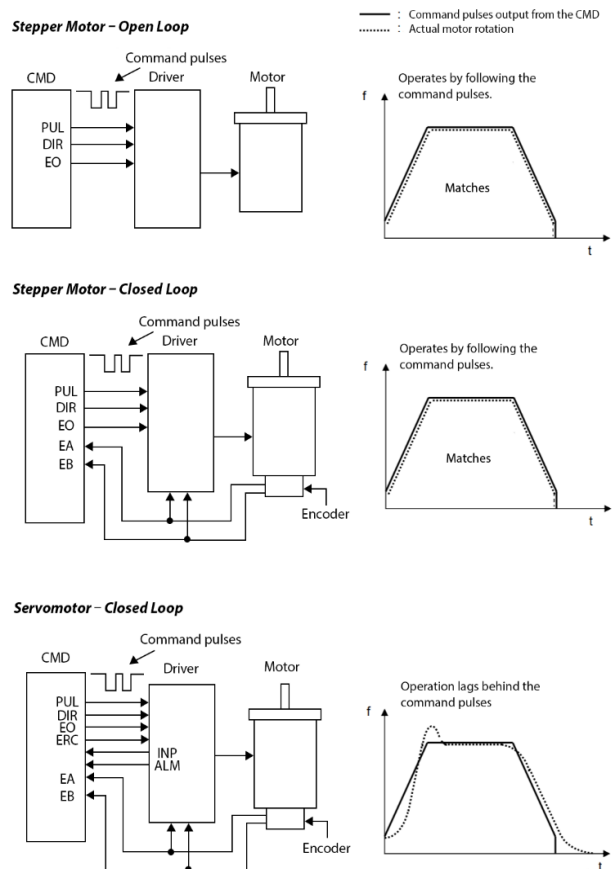 ——— : Command pulses output from the CMD
·········· : Actual motor rotation
Stepper Motor – Open Loop
Command pulses
CMD
Driver
Motor
PUL
DIR
EO
Operates by following the
command pulses.
f
Matches
t
Stepper Motor – Closed Loop
Command pulses
CMD
Driver
Motor
PUL
DIR
EO
EA
EB
Encoder
Operates by following the
command pulses.
f
Matches
t
Servomotor – Closed Loop
Command pulses
CMD
Driver
Motor
PUL
DIR
EO
ERC
INP
ALM
EA
EB
Encoder
Operation lags behind the
command pulses
f
t